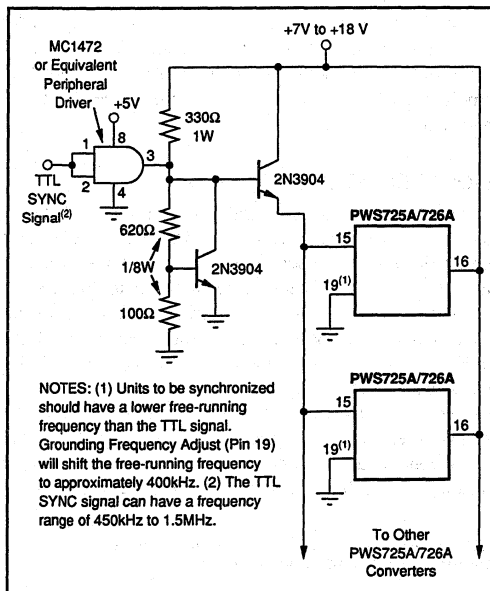 +7V to +18 V
MC1472
or Equivalent
Peripheral
Driver
+5V
330Ω
1W
1
8
3
2
4
TTL
SYNC
Signal(2)
2N3904
620Ω
1/8W
2N3904
100Ω
PWS725A/726A
15
16
19(1)
PWS725A/726A
15
16
19(1)
NOTES: (1) Units to be synchronized
should have a lower free-running
frequency than the TTL signal.
Grounding Frequency Adjust (Pin 19)
will shift the free-running frequency
to approximately 400kHz. (2) The TTL
SYNC signal can have a frequency
range of 450kHz to 1.5MHz.
To Other
PWS725A/726A
Converters